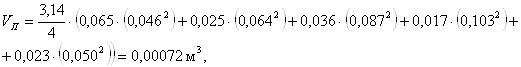 V_Д = 3,14/4 · (0,065 · (0,046²) + 0,025 · (0,064²) + 0,036 · (0,087²) + 0,017 · (0,103²) +
+ 0,023 · (0,050²)) = 0,00072 м³,